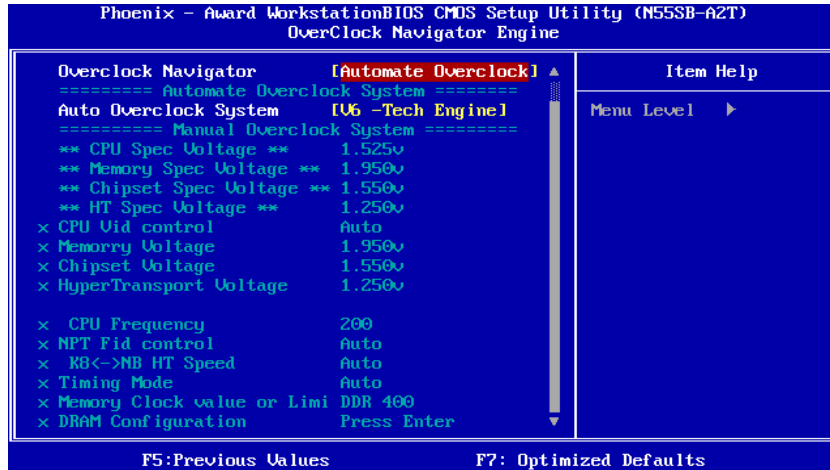 Phoenix - Award WorkstationBIOS CMOS Setup Utility (N55SB-A2T)
OverClock Navigator Engine
Overclock Navigator [Automate Overclock]
Item Help
========= Automate Overclock System ========
Auto Overclock System [V6 -Tech Engine]
Menu Level ▶
========== Manual Overclock System =========
** CPU Spec Voltage ** 1.525v
** Memory Spec Voltage ** 1.950v
** Chipset Spec Voltage ** 1.550v
** HT Spec Voltage ** 1.250v
x CPU Vid control Auto
x Memorry Voltage 1.950v
x Chipset Voltage 1.550v
x HyperTransport Voltage 1.250v
x CPU Frequency 200
x NPT Fid control Auto
x K8<->NB HT Speed Auto
x Timing Mode Auto
x Memory Clock value or Limi DDR 400
x DRAM Configuration Press Enter
F5:Previous Values F7: Optimized Defaults